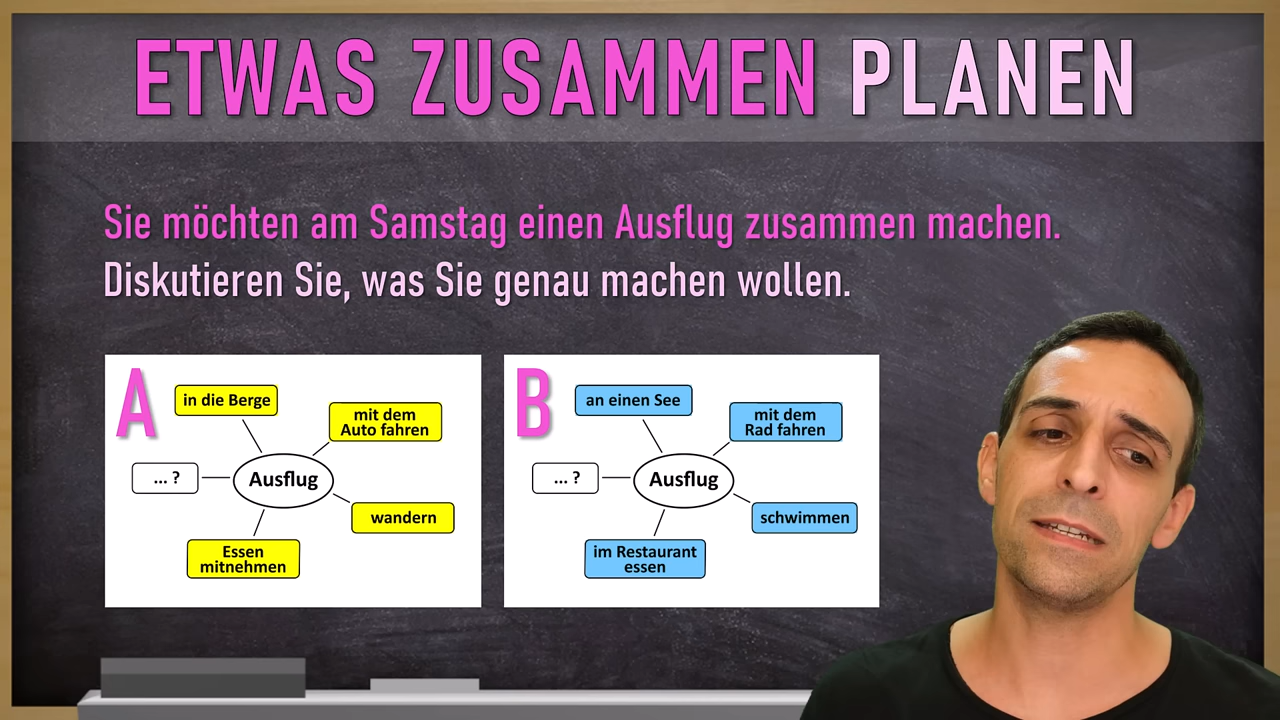 ETWAS ZUSAMMEN PLANEN
Sie möchten am Samstag einen Ausflug zusammen machen.
Diskutieren Sie, was Sie genau machen wollen.
A
in die Berge
mit dem
Auto fahren
... ?
Ausflug
wandern
Essen
mitnehmen
B
an einen See
mit dem
Rad fahren
... ?
Ausflug
schwimmen
im Restaurant
essen